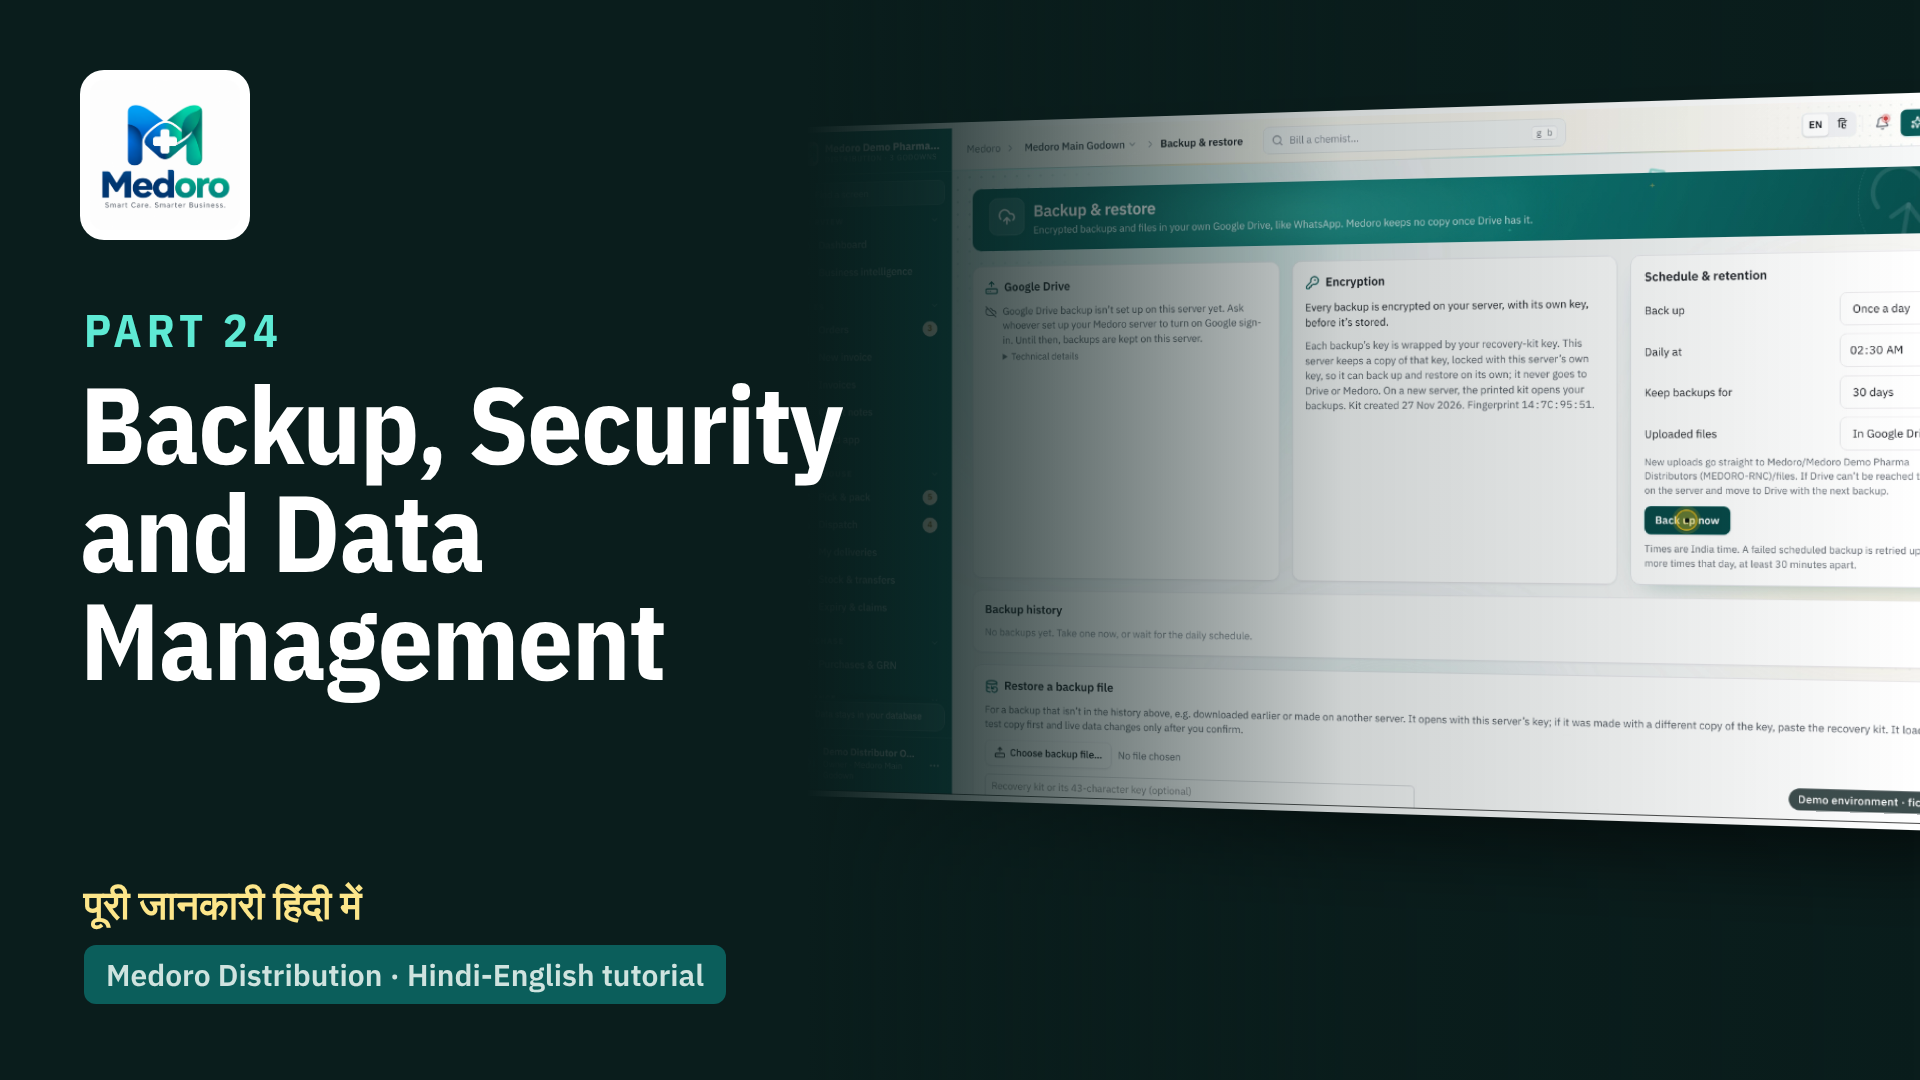 Medoro
Smart Care. Smarter Business.
PART 24
Backup, Security
and Data
Management
पूरी जानकारी हिंदी में
Medoro Distribution · Hindi-English tutorial
Medoro Demo Pharma...
Medoro > Medoro Main Godown > Backup & restore
Bill a chemist...
g b
EN
हि
Backup & restore
Encrypted backups and files in your own Google Drive, like WhatsApp. Medoro keeps no copy once Drive has it.
Google Drive
Google Drive backup isn't set up on this server yet. Ask
whoever set up your Medoro server to turn on Google sign-
in. Until then, backups are kept on this server.
Technical details
Encryption
Every backup is encrypted on your server, with its own key,
before it's stored.
Each backup's key is wrapped by your recovery-kit key. This
server keeps a copy of that key, locked with this server's own
key, so it can back up and restore on its own; it never goes to
Drive or Medoro. On a new server, the printed kit opens your
backups. Kit created 27 Nov 2026. Fingerprint 14:7C:95:51.
Schedule & retention
Back up
Once a day
Daily at
02:30 AM
Keep backups for
30 days
Uploaded files
In Google
New uploads go straight to Medoro/Medoro Demo Pharma
Distributors (MEDORO-RNC)/files. If Drive can't be reached
on the server and move to Drive with the next backup.
Back up now
Times are India time. A failed scheduled backup is retried
more times that day, at least 30 minutes apart.
Backup history
No backups yet. Take one now, or wait for the daily schedule.
Restore a backup file
For a backup that isn't in the history above, e.g. downloaded earlier or made on another server. It opens with this server's key; if it was made with a different copy of the key, paste the recovery kit. It
test copy first and live data changes only after you confirm.
Choose backup file...
No file chosen
Recovery kit or its 43-character key (optional)
Demo environment ·